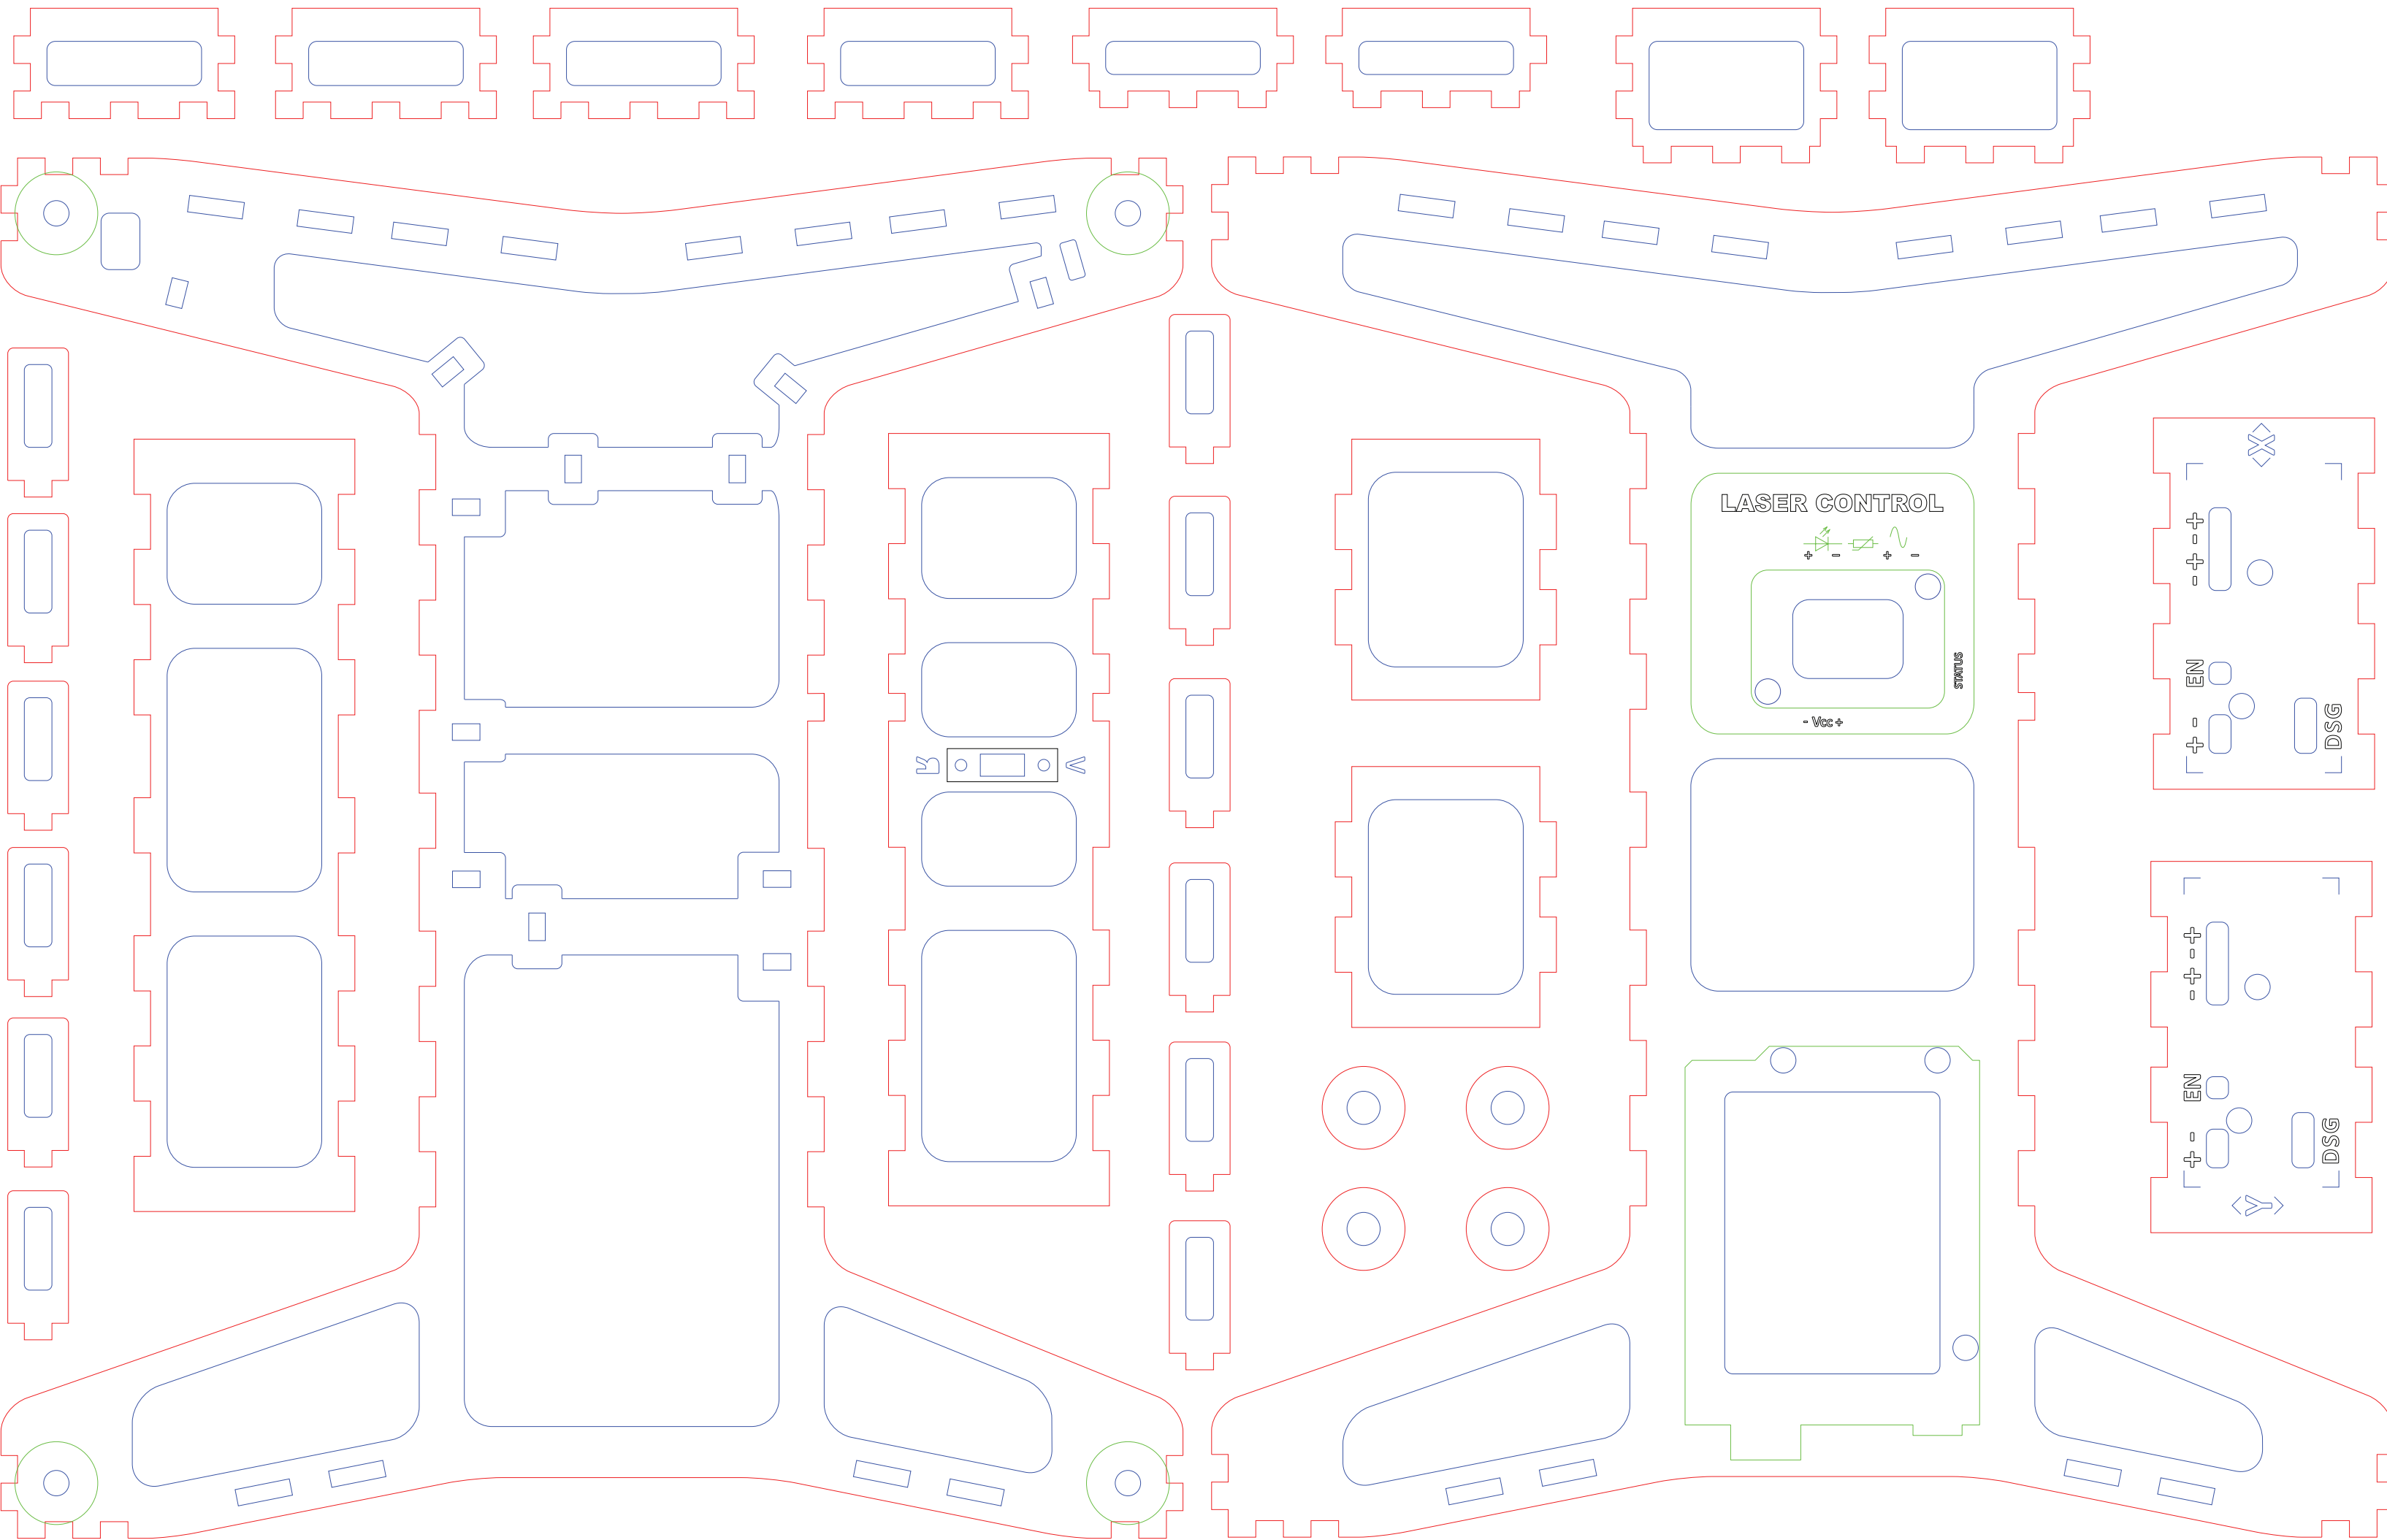 LASER CONTROL
+ - + -
STATUS
- Vcc +
R V
<X>
- + - +
EN
+ -
DSG
- + - +
EN
+ -
DSG
<Y>